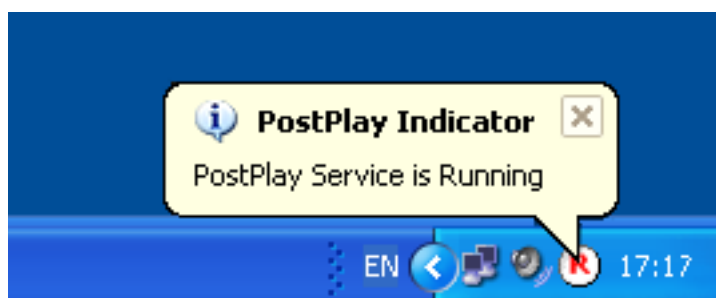 PostPlay Indicator
PostPlay Service is Running
EN R 17:17